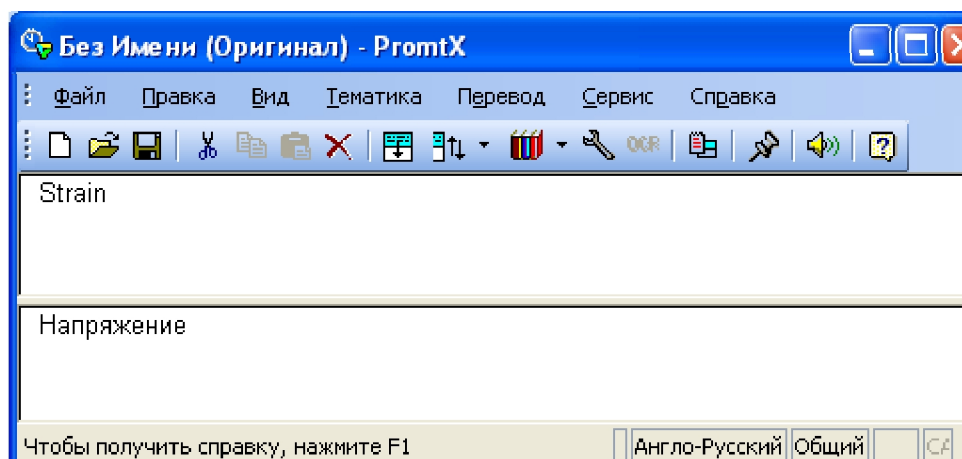 Без Имени (Оригинал) - PromtX
Файл Правка Вид Тематика Перевод Сервис Справка
OCR
Strain
Напряжение
Чтобы получить справку, нажмите F1 Англо-Русский Общий